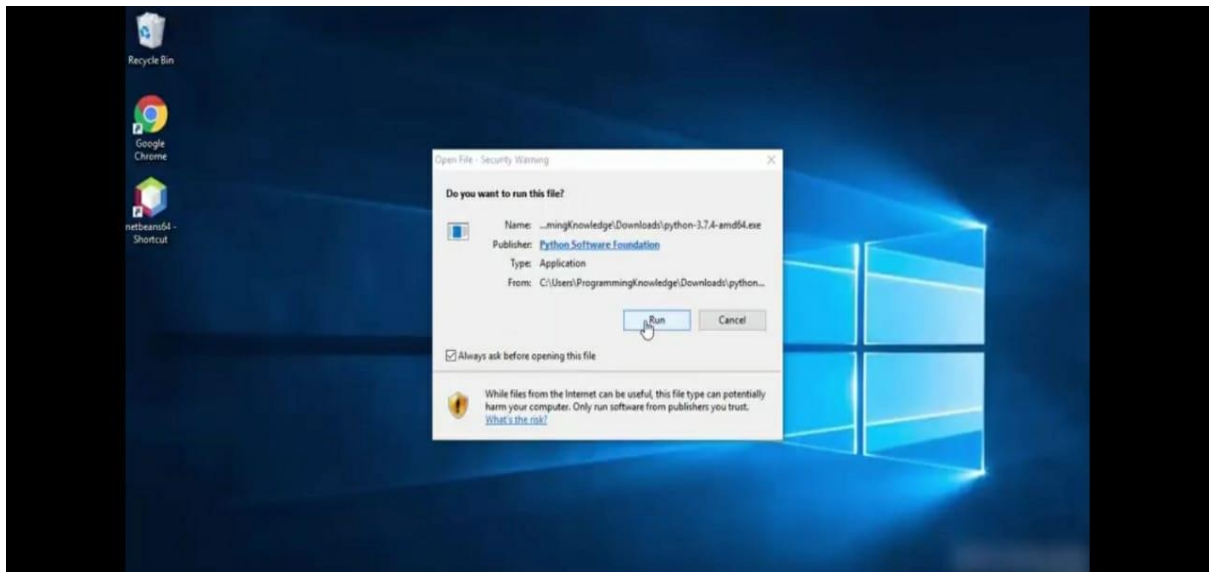 Recycle Bin
Google
Chrome
netbeans64 -
Shortcut
Open File - Security Warning
Do you want to run this file?
Name: ...mingKnowledge\Downloads\python-3.7.4-amd64.exe
Publisher: Python Software Foundation
Type: Application
From: C:\Users\ProgrammingKnowledge\Downloads\python...
Run Cancel
Always ask before opening this file
While files from the Internet can be useful, this file type can potentially
harm your computer. Only run software from publishers you trust.
What's the risk?